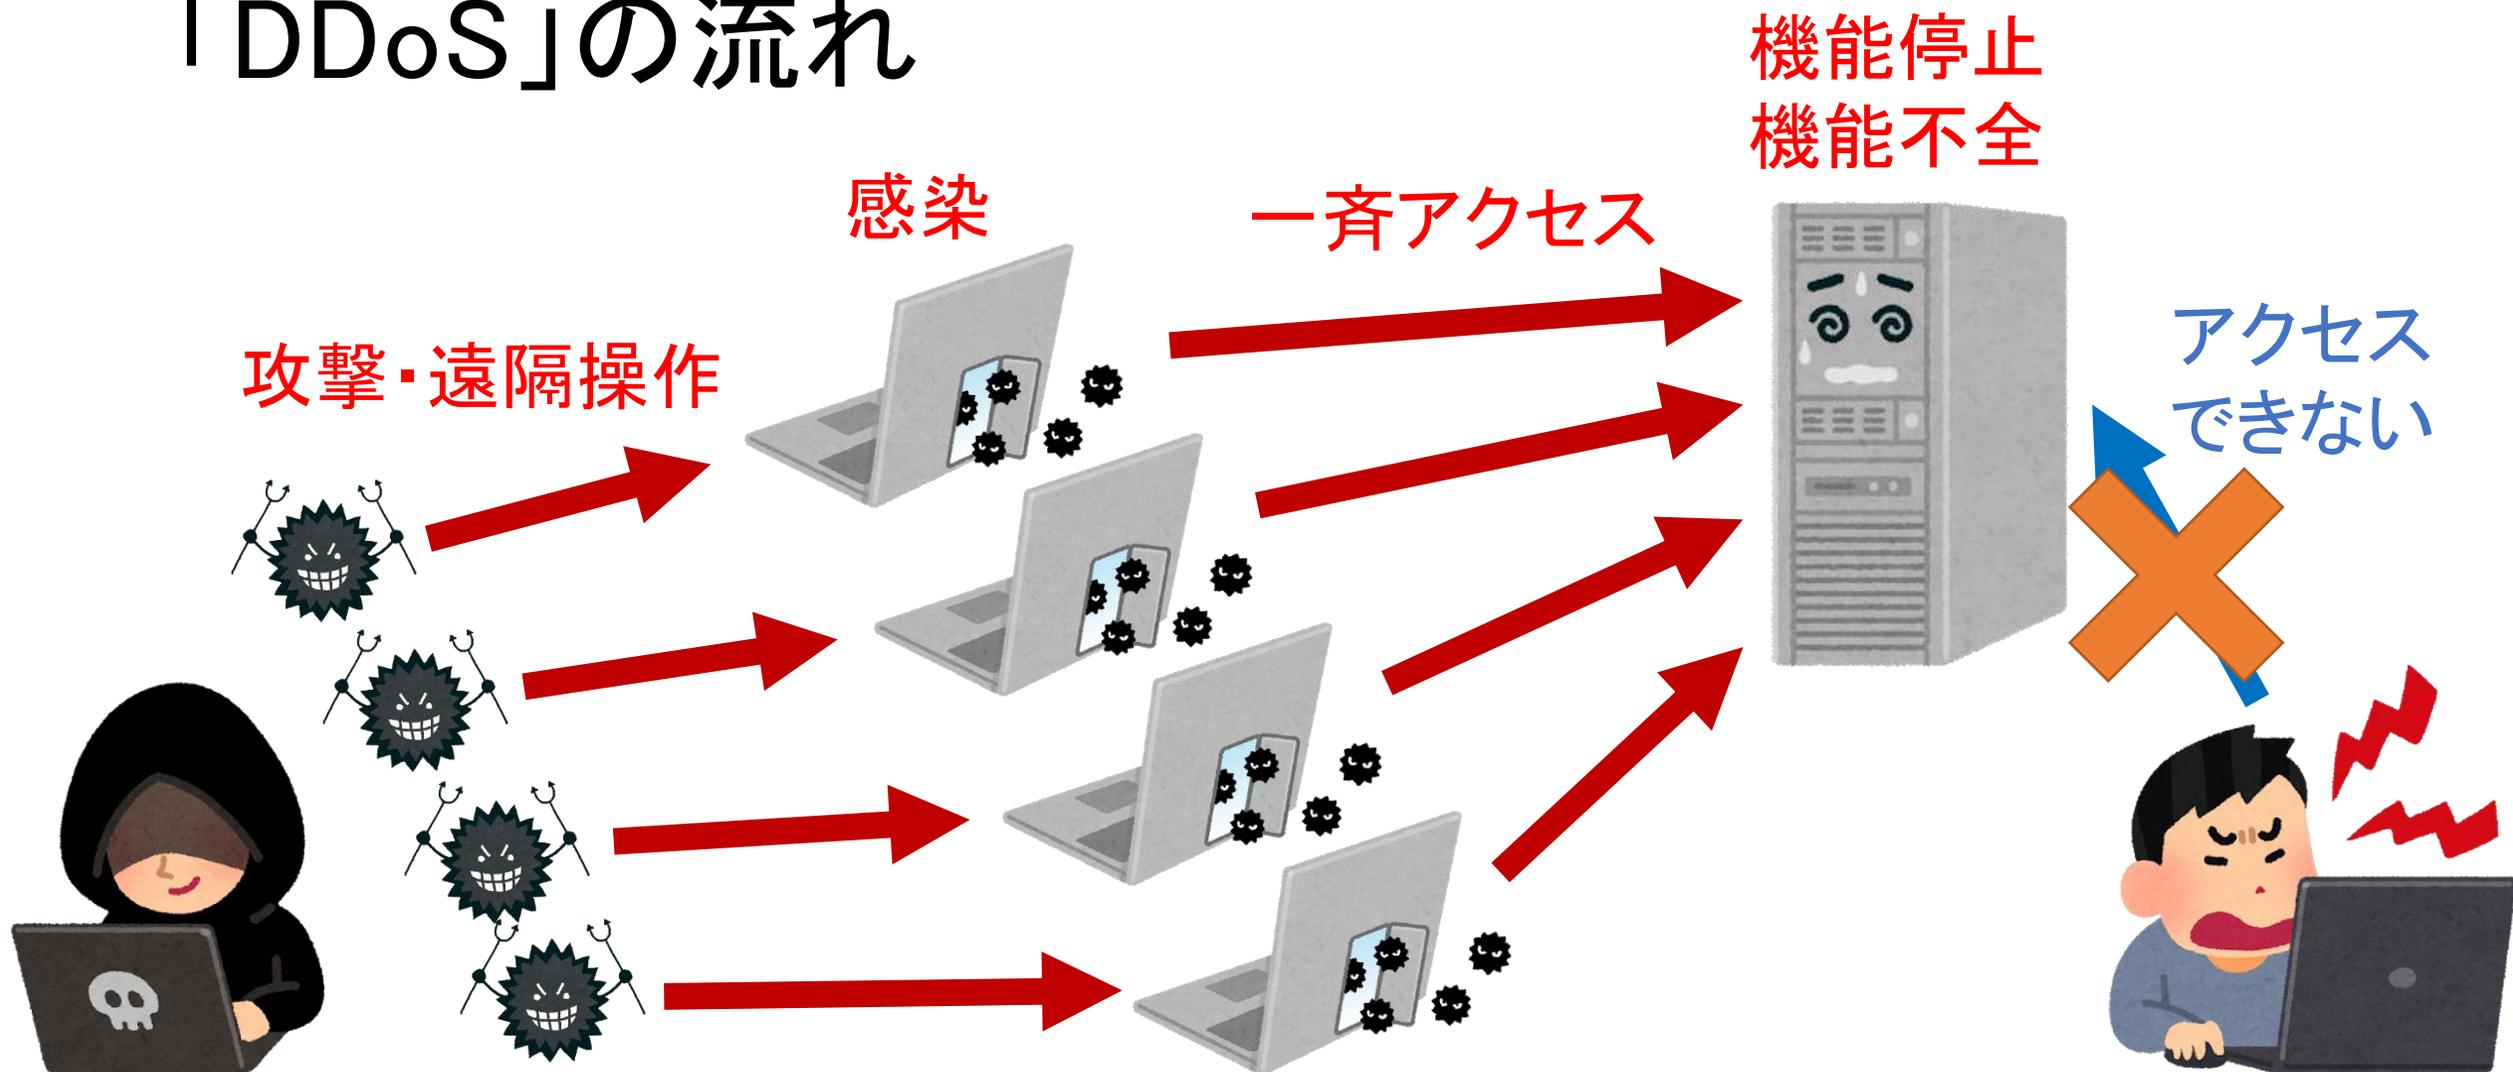 「DDoS」の流れ
機能停止
機能不全
感染
一斉アクセス
攻撃・遠隔操作
アクセス
できない